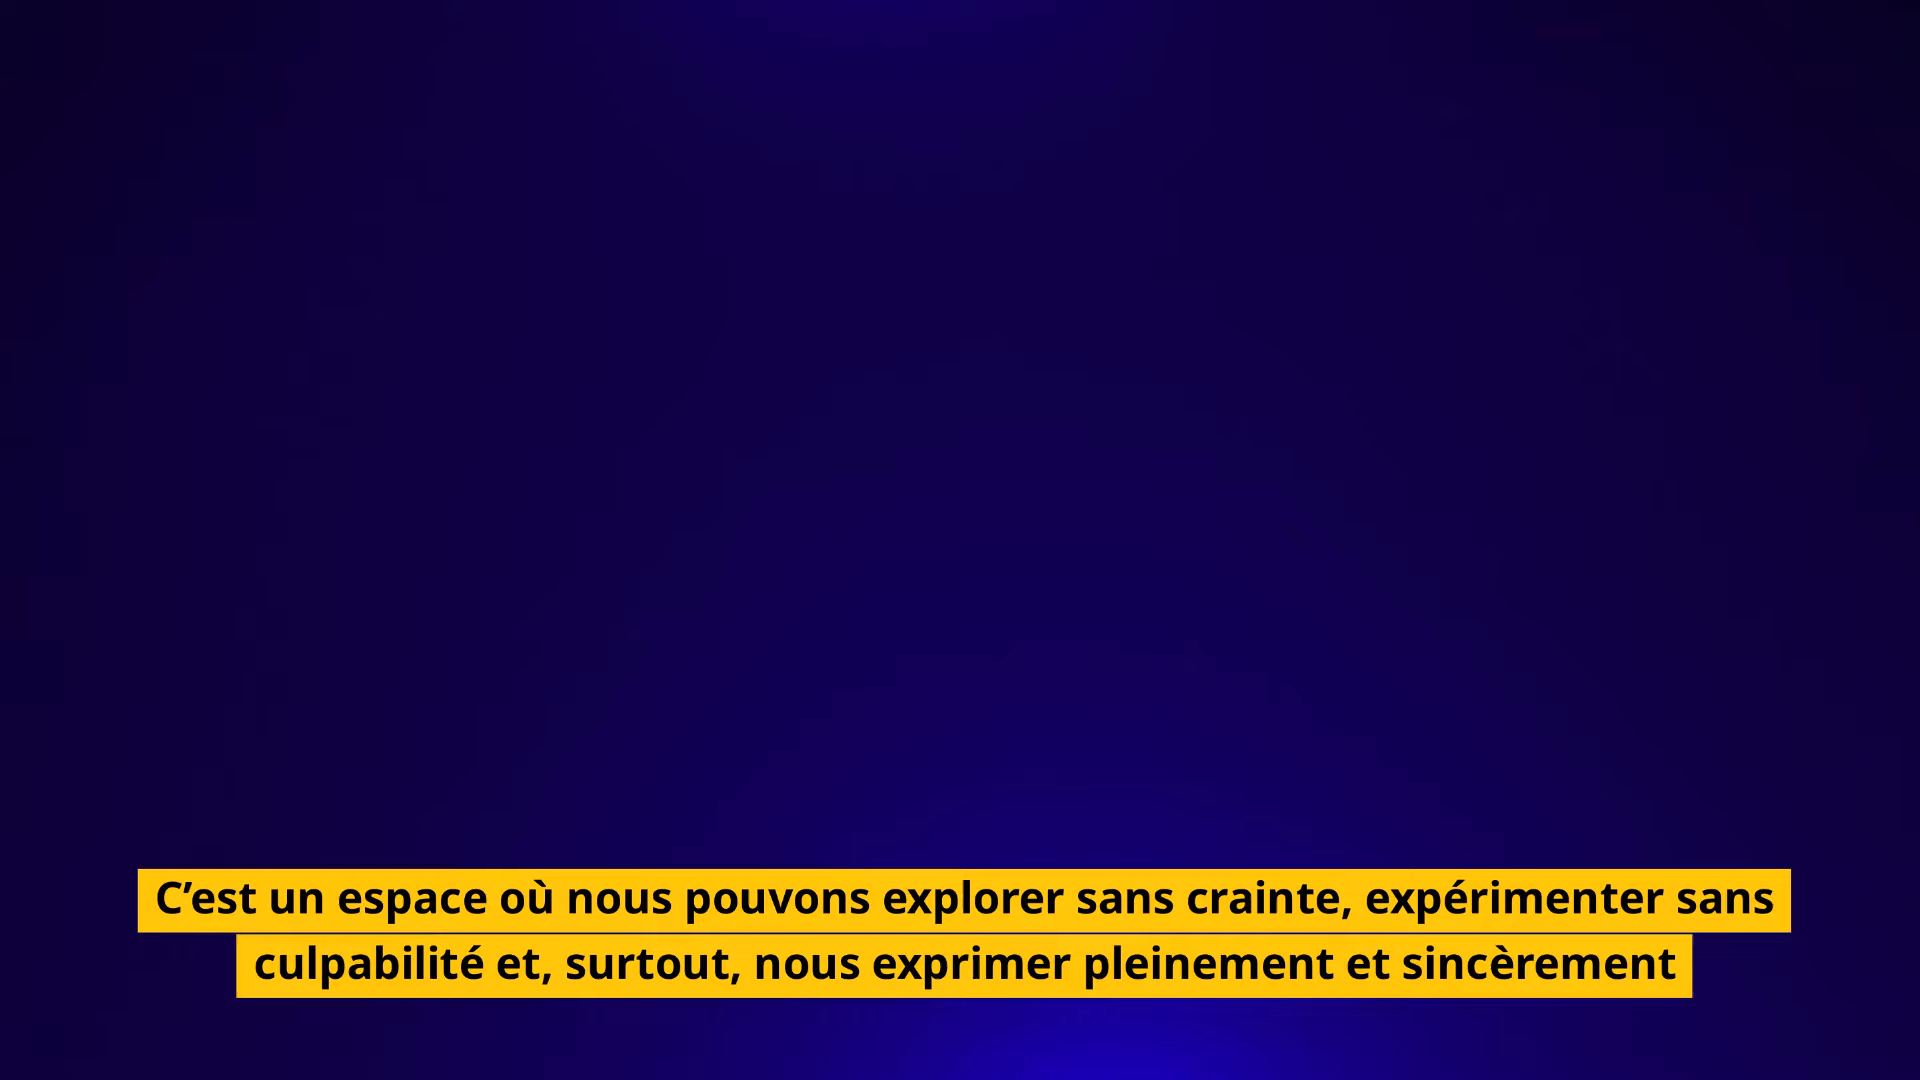 C’est un espace où nous pouvons explorer sans crainte, expérimenter sans
culpabilité et, surtout, nous exprimer pleinement et sincèrement